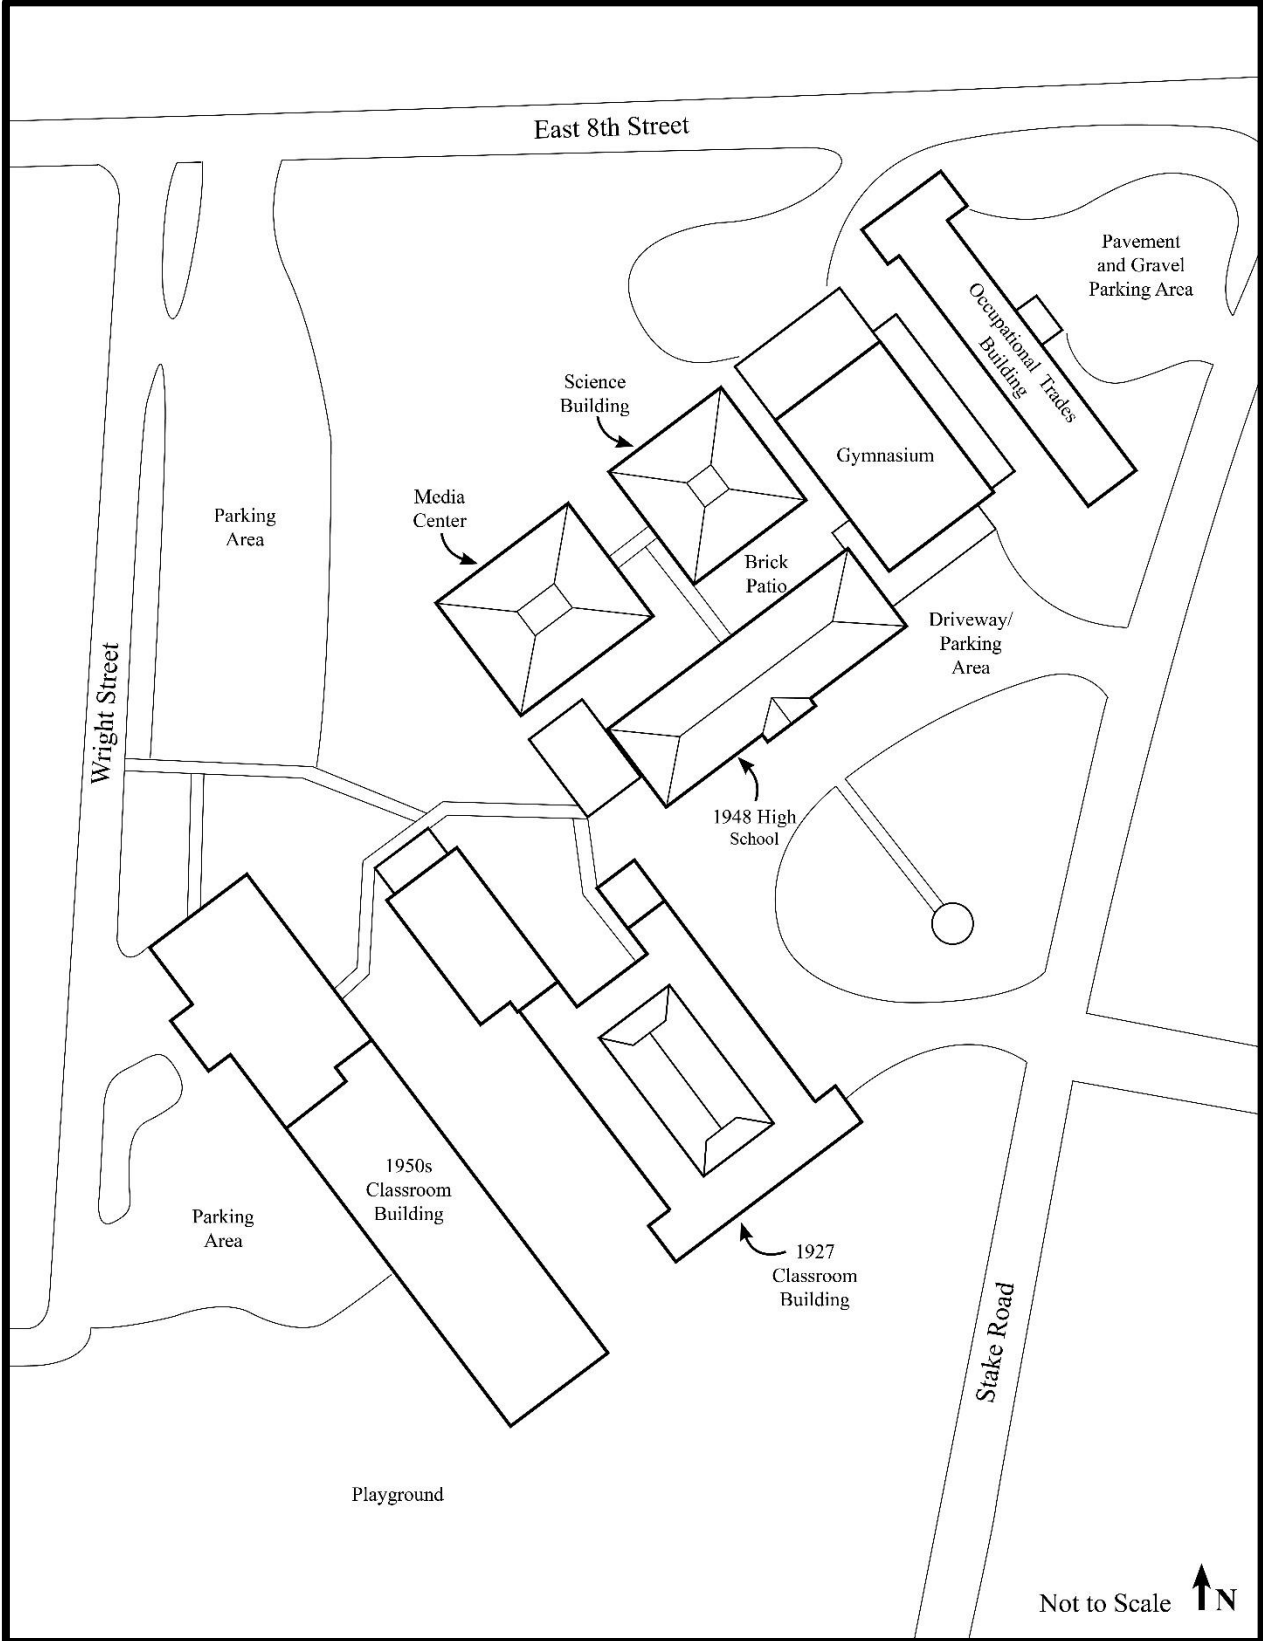 East 8th Street
Pavement
and Gravel
Parking Area
Occupational Trades
Building
Science
Building
Gymnasium
Media
Center
Parking
Area
Brick
Patio
Driveway/
Parking
Area
Wright Street
1948 High
School
1950s
Classroom
Building
Parking
Area
1927
Classroom
Building
Stake Road
Playground
Not to Scale
N